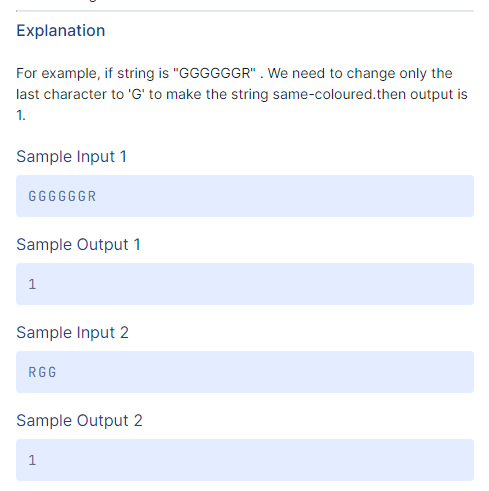 Explanation
For example, if string is "GGGGGGR" . We need to change only the
last character to 'G' to make the string same-coloured.then output is
1.
Sample Input 1
GGGGGGR
Sample Output 1
1
Sample Input 2
RGG
Sample Output 2
1